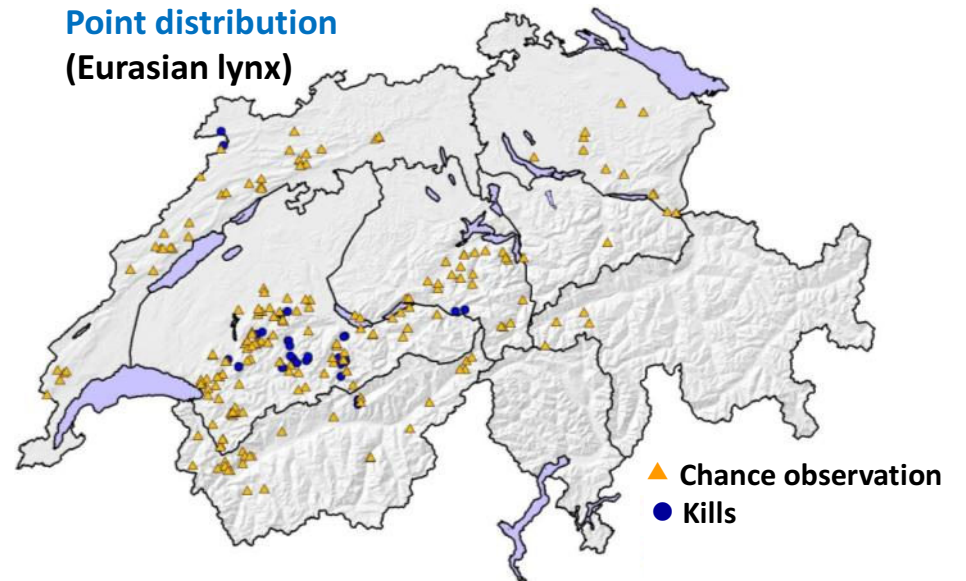 Point distribution
(Eurasian lynx)
Chance observation
Kills